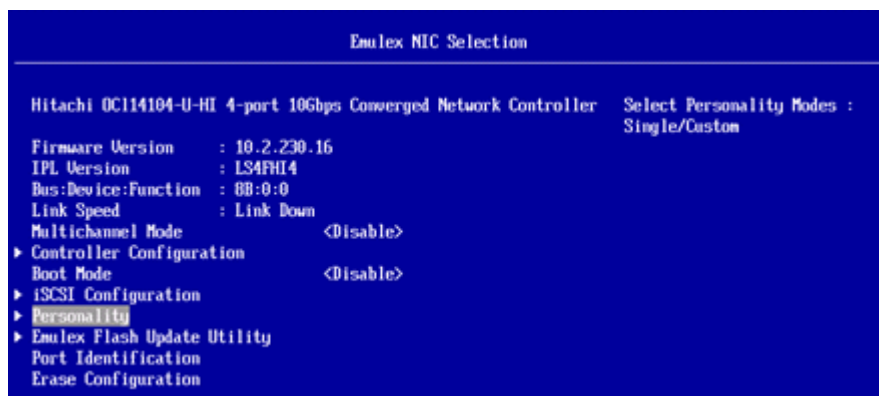 Emulex NIC Selection
Hitachi OCl14104-U-HI 4-port 10Gbps Converged Network Controller
Select Personality Modes :
Single/Custom
Firmware Version : 10.2.230.16
IPL Version : LS4FHI4
Bus:Device:Function : 8B:0:0
Link Speed : Link Down
Multichannel Mode <Disable>
Controller Configuration
Boot Mode <Disable>
iSCSI Configuration
Personality
Emulex Flash Update Utility
Port Identification
Erase Configuration